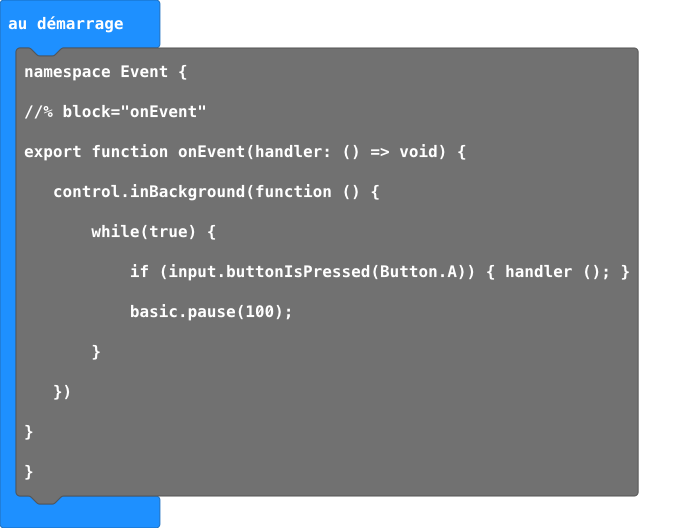 au démarrage
namespace Event {
//% block="onEvent"
export function onEvent(handler: () => void) {
control.inBackground(function () {
while(true) {
if (input.buttonIsPressed(Button.A)) { handler (); }
basic.pause(100);
}
})
}
}